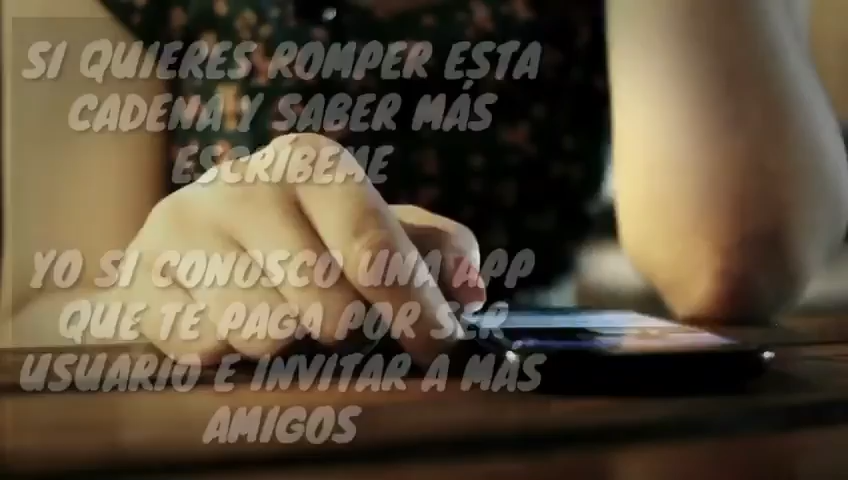 SI QUIERES ROMPER ESTA
CADENA Y SABER MÁS
ESCRÍBEME
YO SI CONOSCO UNA APP
QUE TE PAGA POR SER
USUARIO E INVITAR A MAS
AMIGOS